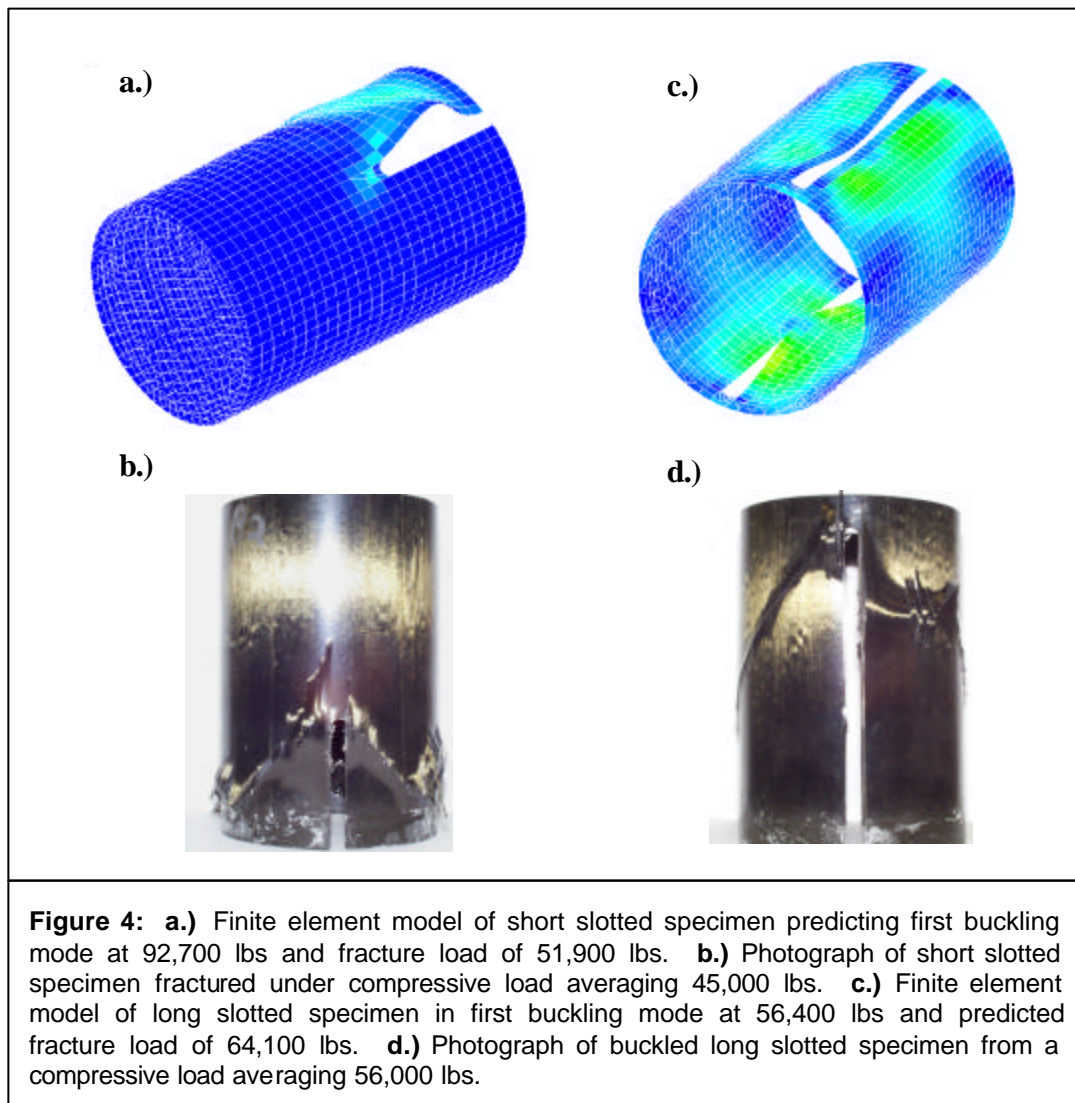 a.)
c.)
b.)
d.)
Figure 4: a.) Finite element model of short slotted specimen predicting first buckling
mode at 92,700 lbs and fracture load of 51,900 lbs. b.) Photograph of short slotted
specimen fractured under compressive load averaging 45,000 lbs. c.) Finite element
model of long slotted specimen in first buckling mode at 56,400 lbs and predicted
fracture load of 64,100 lbs. d.) Photograph of buckled long slotted specimen from a
compressive load averaging 56,000 lbs.